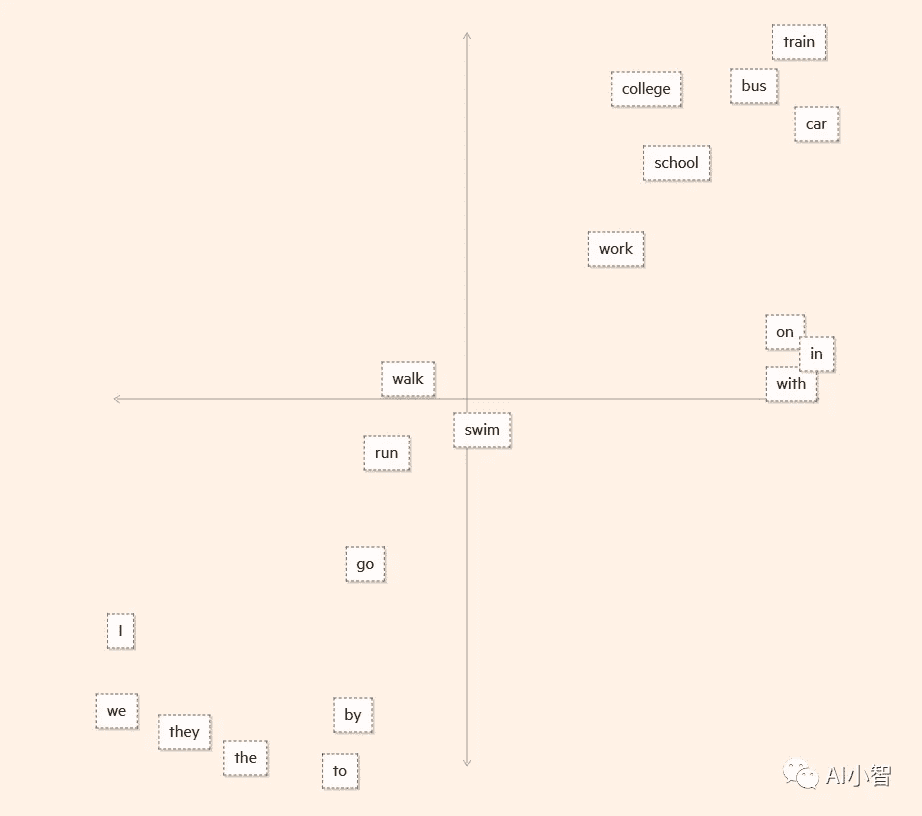 train
bus
college
car
school
work
on
in
walk
with
swim
run
go
I
we
by
they
the
to
AI小智